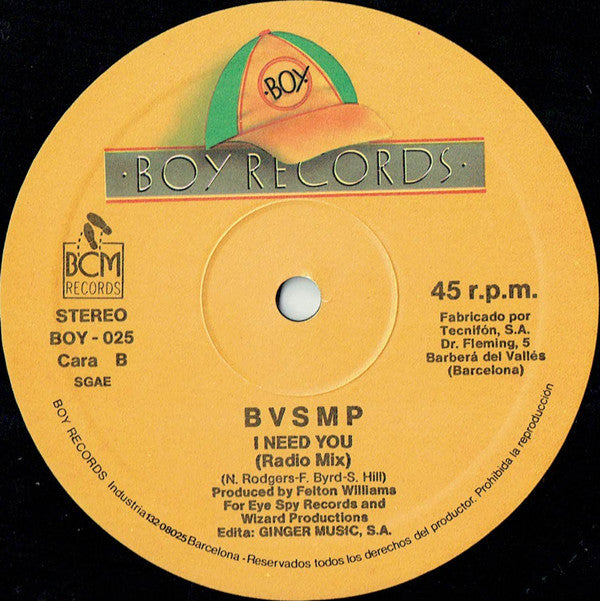 ·BOY·
·BOY RECORDS·
BCM
RECORDS
STEREO
BOY - 025
Cara B
SGAE
45 r.p.m.
Fabricado por
Tecnifón, S.A.
Dr. Fleming, 5
Barberá del Vallés
(Barcelona)
B V S M P
I NEED YOU
(Radio Mix)
(N. Rodgers-F. Byrd-S. Hill)
Produced by Felton Williams
For Eye Spy Records and
Wizard Productions
Edita: GINGER MUSIC, S.A.
BOY RECORDS Industria 132.08025 Barcelona - Reservados todos los derechos del productor. Prohibida la reproducción